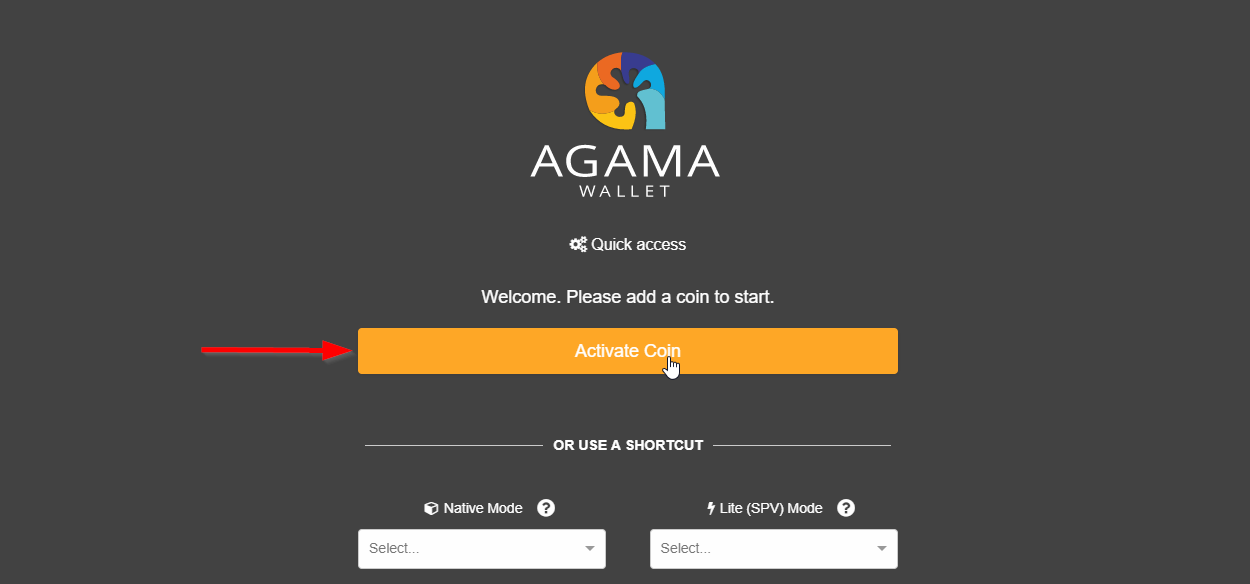 AGAMA
WALLET
Quick access
Welcome. Please add a coin to start.
Activate Coin
OR USE A SHORTCUT
Native Mode ?
Lite (SPV) Mode ?
Select...
Select...